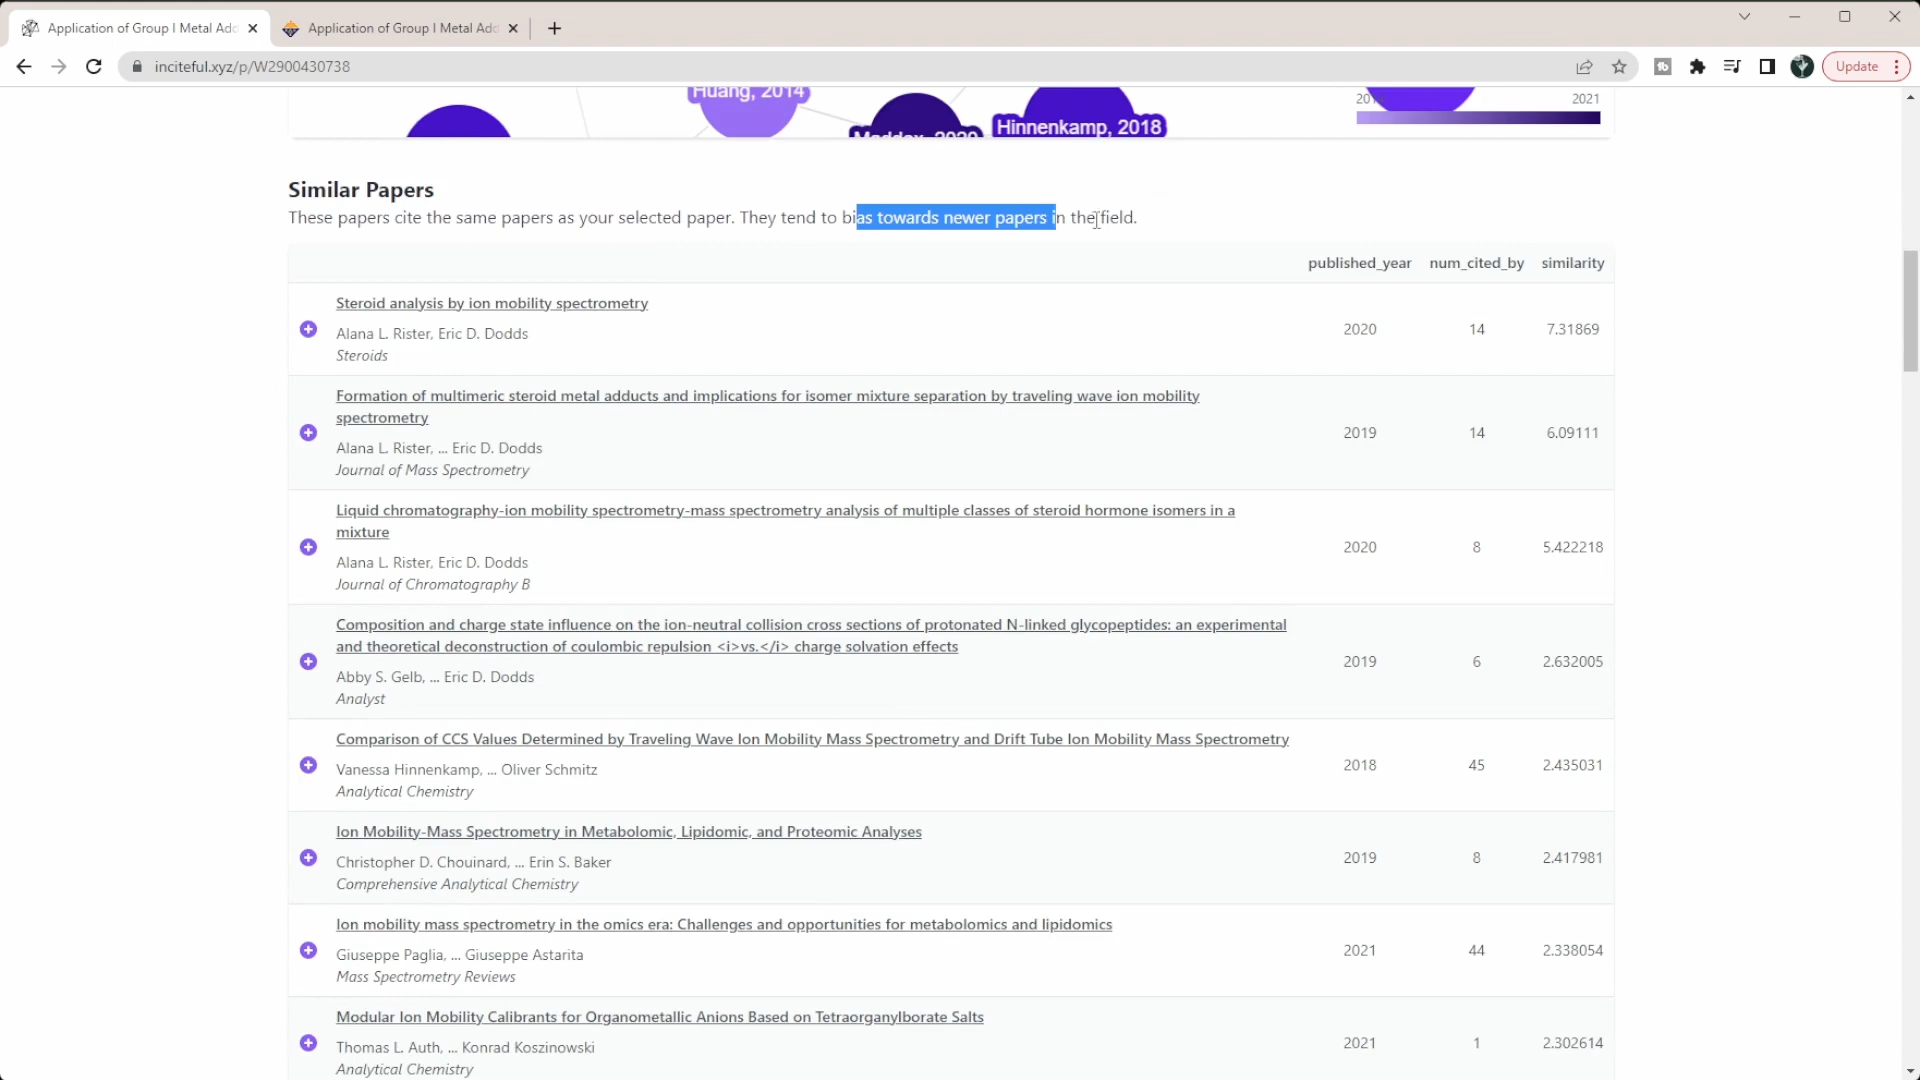 Application of Group I Metal Add
Application of Group I Metal Add
inciteful.xyz/p/W2900430738
Update
Huang, 2014
Maddox, 2020
Hinnenkamp, 2018
2021
Similar Papers
These papers cite the same papers as your selected paper. They tend to bias towards newer papers in the field.
published_year num_cited_by similarity
Steroid analysis by ion mobility spectrometry
Alana L. Rister, Eric D. Dodds
Steroids
2020 14 7.31869
Formation of multimeric steroid metal adducts and implications for isomer mixture separation by traveling wave ion mobility
spectrometry
Alana L. Rister, ... Eric D. Dodds
Journal of Mass Spectrometry
2019 14 6.09111
Liquid chromatography-ion mobility spectrometry-mass spectrometry analysis of multiple classes of steroid hormone isomers in a
mixture
Alana L. Rister, Eric D. Dodds
Journal of Chromatography B
2020 8 5.422218
Composition and charge state influence on the ion-neutral collision cross sections of protonated N-linked glycopeptides: an experimental
and theoretical deconstruction of coulombic repulsion <i>vs.</i> charge solvation effects
Abby S. Gelb, ... Eric D. Dodds
Analyst
2019 6 2.632005
Comparison of CCS Values Determined by Traveling Wave Ion Mobility Mass Spectrometry and Drift Tube Ion Mobility Mass Spectrometry
Vanessa Hinnenkamp, ... Oliver Schmitz
Analytical Chemistry
2018 45 2.435031
Ion Mobility-Mass Spectrometry in Metabolomic, Lipidomic, and Proteomic Analyses
Christopher D. Chouinard, ... Erin S. Baker
Comprehensive Analytical Chemistry
2019 8 2.417981
Ion mobility mass spectrometry in the omics era: Challenges and opportunities for metabolomics and lipidomics
Giuseppe Paglia, ... Giuseppe Astarita
Mass Spectrometry Reviews
2021 44 2.338054
Modular Ion Mobility Calibrants for Organometallic Anions Based on Tetraorganylborate Salts
Thomas L. Auth, ... Konrad Koszinowski
Analytical Chemistry
2021 1 2.302614